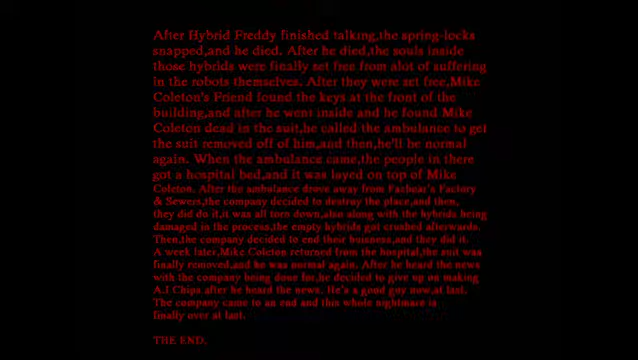 After Hybrid Freddy finished talking,the spring-locks
snapped,and he died. After he died,the souls inside
those hybrids were finally set free from alot of suffering
in the robots themselves. After they were set free,Mike
Coleton's Friend found the keys at the front of the
building,and after he went inside and he found Mike
Coleton dead in the suit,he called the ambulance to get
the suit removed off of him,and then,he'll be normal
again. When the ambulance came,the people in there
got a hospital bed,and it was layed on top of Mike
Coleton. After the ambulance drove away from Fazbear's Factory
& Sewers,the company decided to destroy the place,and then,
they did do it,it was all torn down,also along with the hybrids being
damaged in the process,the empty hybrids got crushed afterwards.
Then,the company decided to end their buisness,and they did it.
A week later,Mike Coleton returned from the hospital,the suit was
finally removed,and he was normal again. After he heard the news
with the company being done for,he decided to give up on making
A.I Chips after he heard the news. He's a good guy now,at last.
The company came to an end and this whole nightmare is
finally over at last.
THE END.